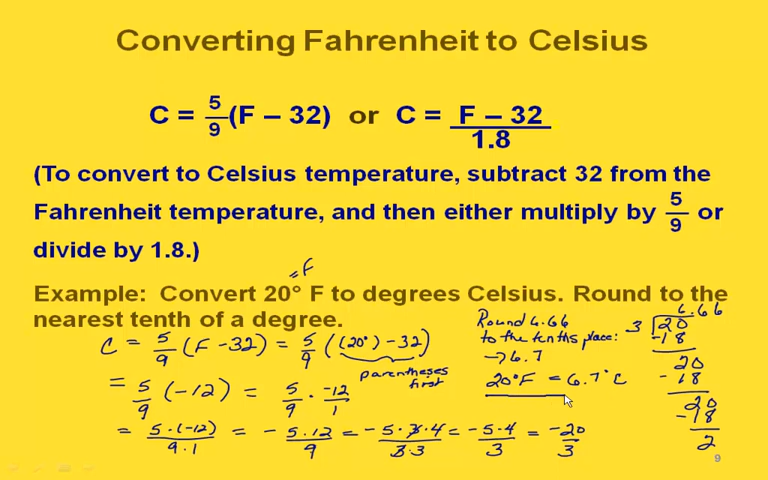 Converting Fahrenheit to Celsius
C = 5/9 (F – 32) or C = F – 32 / 1.8
(To convert to Celsius temperature, subtract 32 from the
Fahrenheit temperature, and then either multiply by 5/9 or
divide by 1.8.)
= F
Example: Convert 20° F to degrees Celsius. Round to the
nearest tenth of a degree.
C = 5/9 (F - 32) = 5/9 ((20°) - 32)
parentheses
first
= 5/9 (-12) = 5/9 · -12/1
= 5·(-12)/9·1 = - 5·12/9 = -5·3·4/3·3 = -5·4/3 = -20/3
Round 6.66
to the tenths place:
→ 6.7
20°F = 6.7°C
6.66
3 20
-18
20
-18
20
-18
2
9